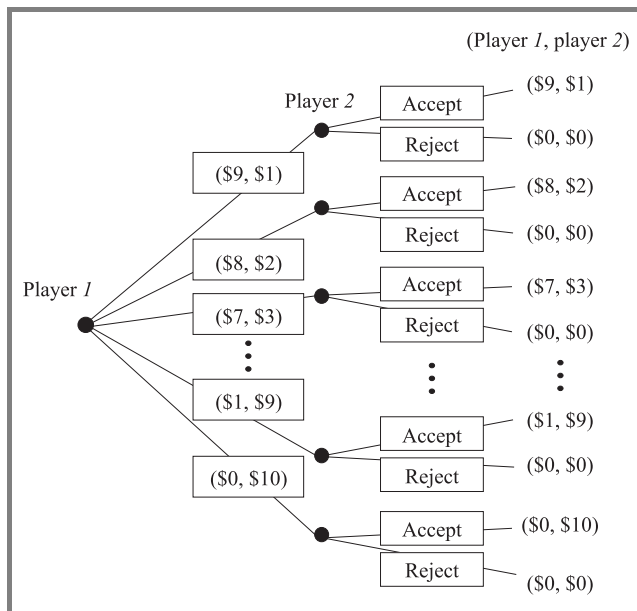 (Player 1, player 2)
($9, $1)
Player 2
Accept
Reject
($0, $0)
($9, $1)
($8, $2)
Accept
Reject
($0, $0)
($8, $2)
Player 1
($7, $3)
Accept
($7, $3)
Reject
($0, $0)
($1, $9)
($1, $9)
Accept
Reject
($0, $0)
($0, $10)
Accept
($0, $10)
Reject
($0, $0)